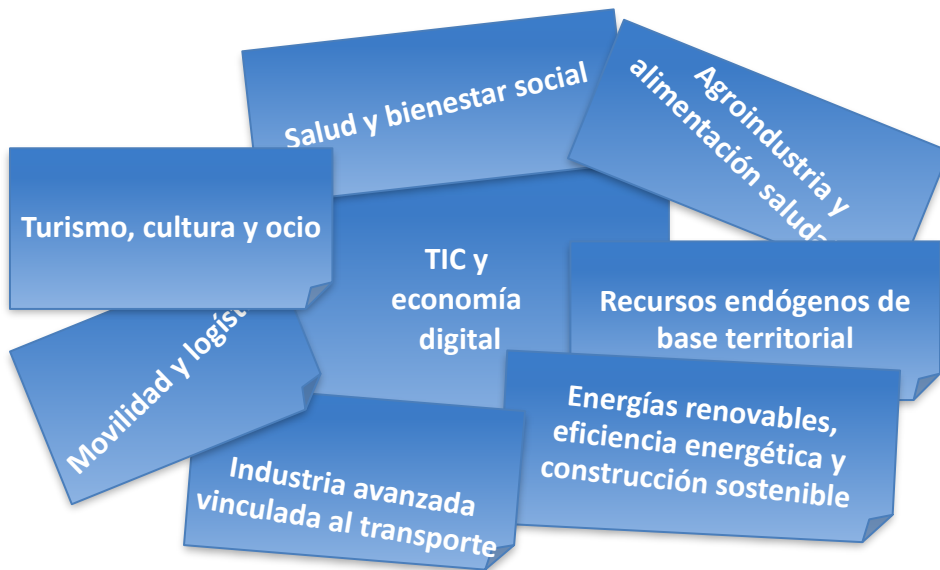 Salud y bienestar social
Agroindustria y
alimentación
Turismo, cultura y ocio
TIC y
economía
digital
Recursos endógenos de
base territorial
Movilidad y
Energías renovables,
eficiencia energética y
construcción sostenible
Industria avanzada
vinculada al transporte